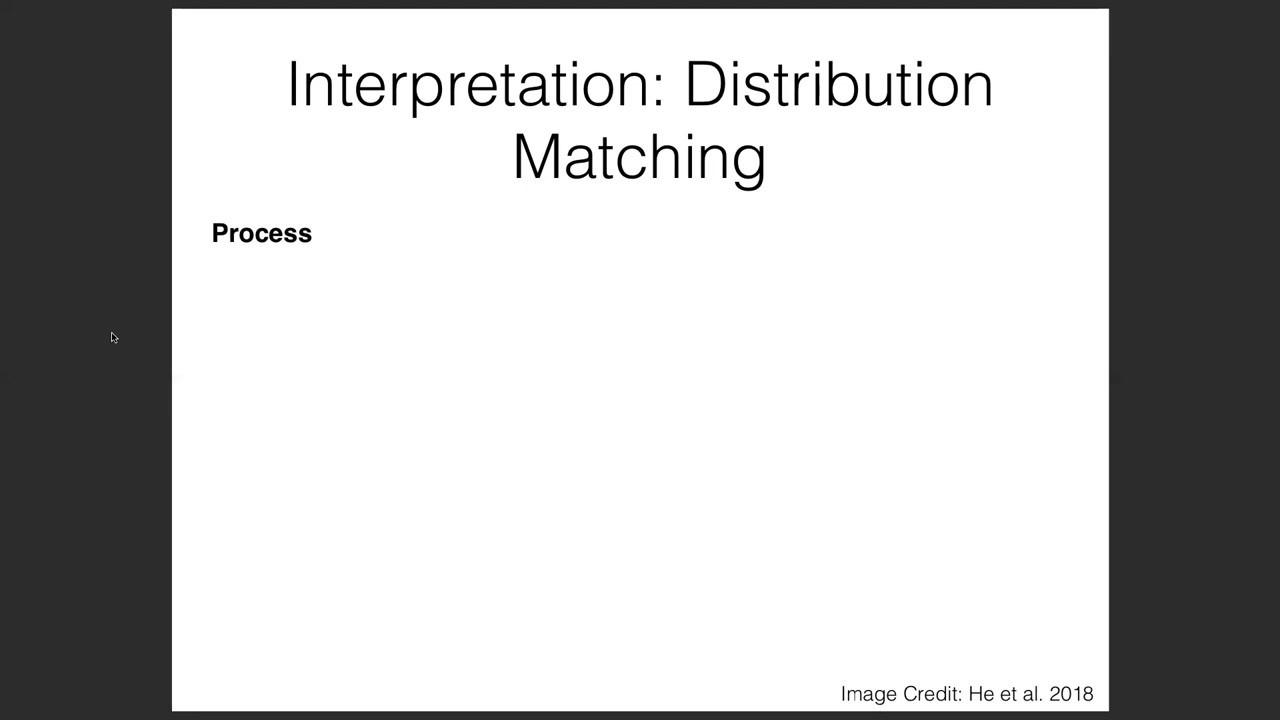 Interpretation: Distribution
Matching
Process
Image Credit: He et al. 2018